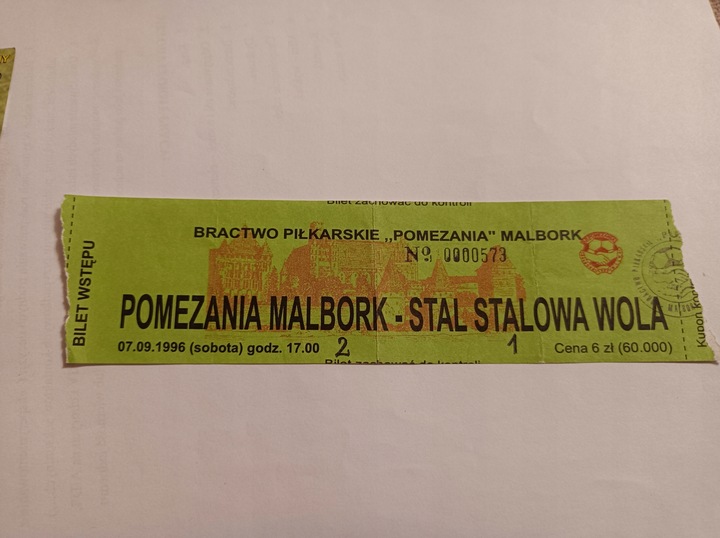 Bilet zachować do kontroli
BILET WSTĘPU
BRACTWO PIŁKARSKIE „POMEZANIA" MALBORK
Nº 0000573
POMEZANIA MALBORK - STAL STALOWA WOLA
07.09.1996 (sobota) godz. 17.00
2
1
Cena 6 zł (60.000)
Bilet zachować do kontroli
Kupon